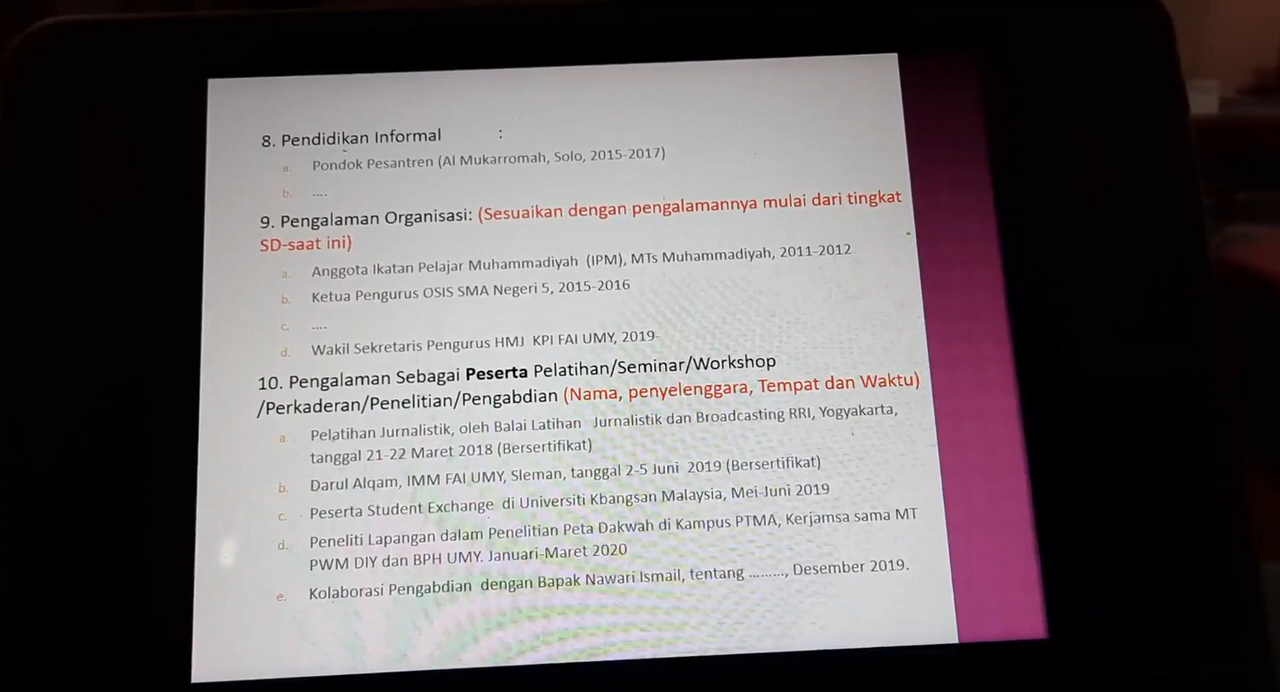 8. Pendidikan Informal :
a. Pondok Pesantren (Al Mukarromah, Solo, 2015-2017)
b. ....
9. Pengalaman Organisasi: (Sesuaikan dengan pengalamannya mulai dari tingkat
SD-saat ini)
a. Anggota Ikatan Pelajar Muhammadiyah (IPM), MTs Muhammadiyah, 2011-2012
b. Ketua Pengurus OSIS SMA Negeri 5, 2015-2016
c. ....
d. Wakil Sekretaris Pengurus HMJ KPI FAI UMY, 2019-
10. Pengalaman Sebagai Peserta Pelatihan/Seminar/Workshop
/Perkaderan/Penelitian/Pengabdian (Nama, penyelenggara, Tempat dan Waktu)
a. Pelatihan Jurnalistik, oleh Balai Latihan Jurnalistik dan Broadcasting RRI, Yogyakarta,
tanggal 21-22 Maret 2018 (Bersertifikat)
b. Darul Alqam, IMM FAI UMY, Sleman, tanggal 2-5 Juni 2019 (Bersertifikat)
c. Peserta Student Exchange di Universiti Kbangsan Malaysia, Mei-Juni 2019
d. Peneliti Lapangan dalam Penelitian Peta Dakwah di Kampus PTMA, Kerjamsa sama MT
PWM DIY dan BPH UMY. Januari-Maret 2020
e. Kolaborasi Pengabdian dengan Bapak Nawari Ismail, tentang ........., Desember 2019.